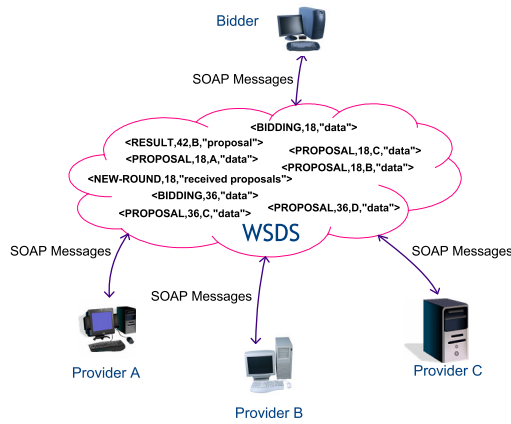 Bidder
SOAP Messages
<BIDDING,18,"data">
<RESULT,42,B,"proposal">
<PROPOSAL,18,C,"data">
<PROPOSAL,18,A,"data">
<PROPOSAL,18,B,"data">
<NEW-ROUND,18,"received proposals">
<BIDDING,36,"data">
<PROPOSAL,36,C,"data">
<PROPOSAL,36,D,"data">
WSDS
SOAP Messages
SOAP Messages
SOAP Messages
Provider A
Provider B
Provider C